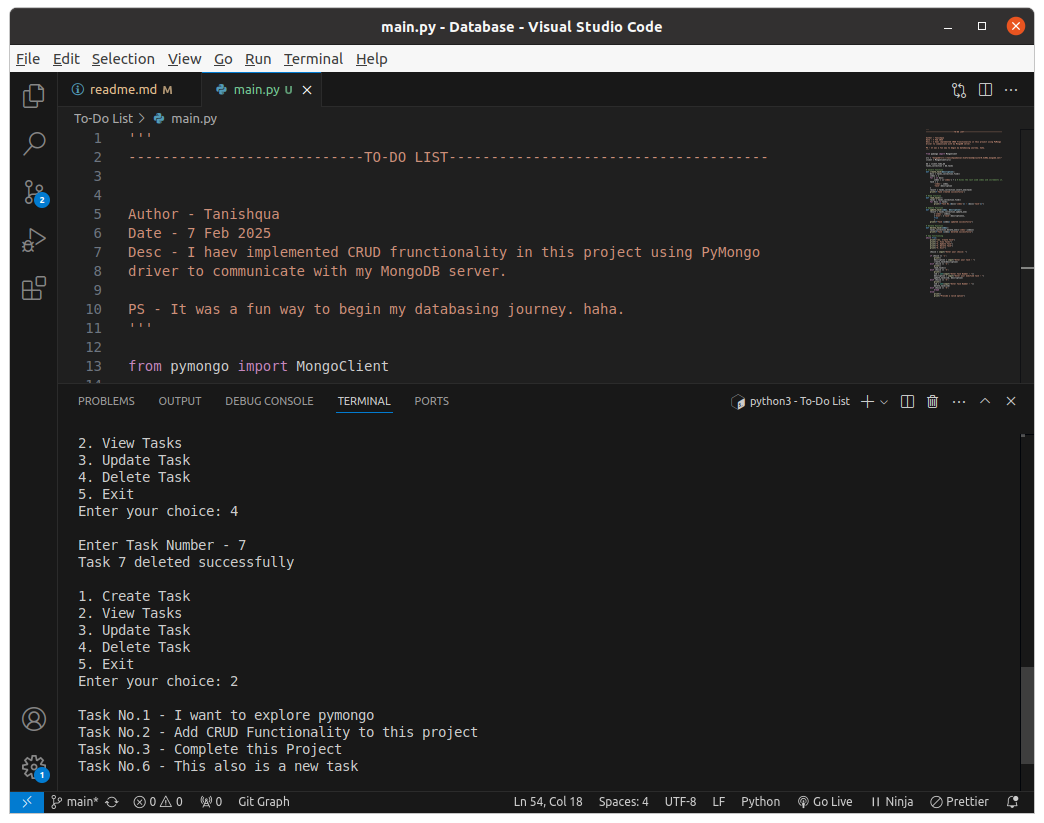 main.py - Database - Visual Studio Code
File Edit Selection View Go Run Terminal Help
readme.md M main.py U
To-Do List > main.py
1 '''
2 ----------------------------TO-DO LIST--------------------------------------
3
4
5 Author - Tanishqua
6 Date - 7 Feb 2025
7 Desc - I haev implemented CRUD frunctionality in this project using PyMongo
8 driver to communicate with my MongoDB server.
9
10 PS - It was a fun way to begin my databasing journey. haha.
11 '''
12
13 from pymongo import MongoClient
14
PROBLEMS OUTPUT DEBUG CONSOLE TERMINAL PORTS python3 - To-Do List
2. View Tasks
3. Update Task
4. Delete Task
5. Exit
Enter your choice: 4
Enter Task Number - 7
Task 7 deleted successfully
1. Create Task
2. View Tasks
3. Update Task
4. Delete Task
5. Exit
Enter your choice: 2
Task No.1 - I want to explore pymongo
Task No.2 - Add CRUD Functionality to this project
Task No.3 - Complete this Project
Task No.6 - This also is a new task
2
1
main* 0 0 0 Git Graph Ln 54, Col 18 Spaces: 4 UTF-8 LF Python Go Live Ninja Prettier